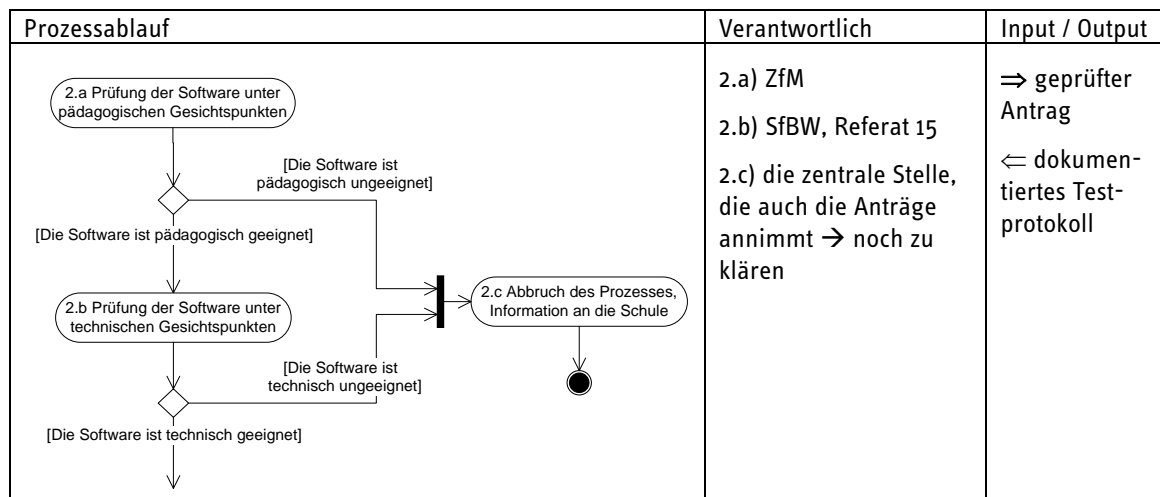 Prozessablauf
Verantwortlich
Input / Output
2.a Prüfung der Software unter
pädagogischen Gesichtspunkten
[Die Software ist
pädagogisch ungeeignet]
[Die Software ist pädagogisch geeignet]
2.b Prüfung der Software unter
technischen Gesichtspunkten
2.c Abbruch des Prozesses,
Information an die Schule
[Die Software ist
technisch ungeeignet]
[Die Software ist technisch geeignet]
2.a) ZfM
2.b) SfBW, Referat 15
2.c) die zentrale Stelle,
die auch die Anträge
annimmt → noch zu
klären
⇒ geprüfter
Antrag
⇐ dokumen-
tiertes Test-
protokoll